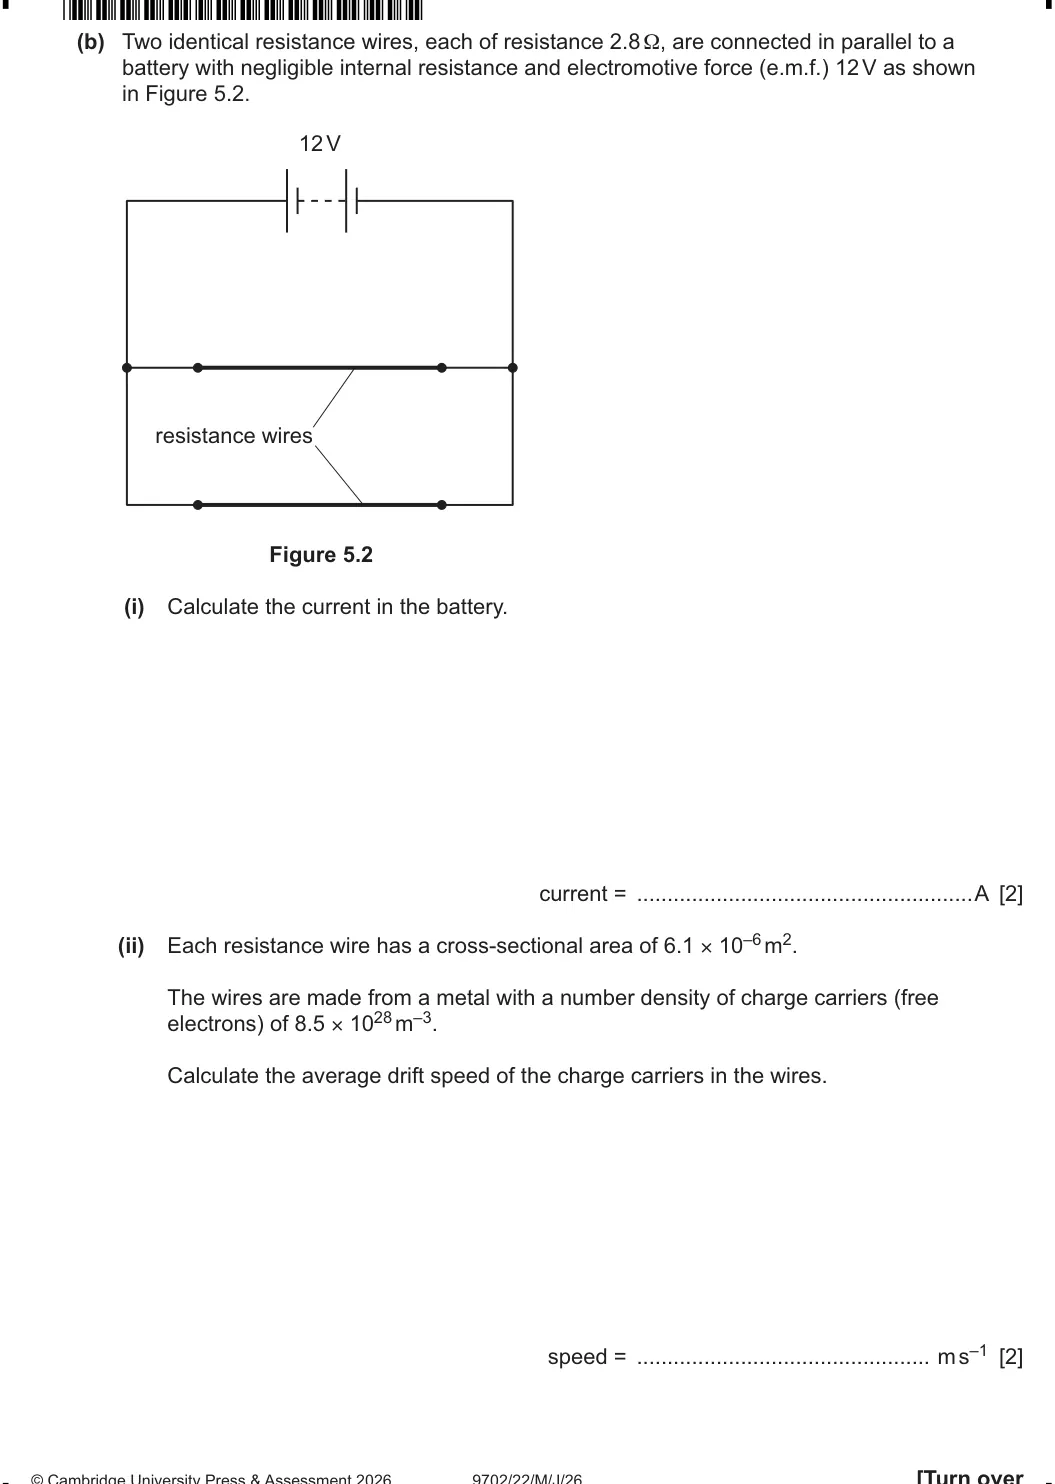 (b) Two identical resistance wires, each of resistance 2.8 Ω, are connected in parallel to a
battery with negligible internal resistance and electromotive force (e.m.f.) 12 V as shown
in Figure 5.2.
12 V
resistance wires
Figure 5.2
(i) Calculate the current in the battery.
current = ........................................................ A [2]
(ii) Each resistance wire has a cross-sectional area of 6.1 × 10⁻⁶ m².
The wires are made from a metal with a number density of charge carriers (free
electrons) of 8.5 × 10²⁸ m⁻³.
Calculate the average drift speed of the charge carriers in the wires.
speed = ................................................ m s⁻¹ [2]
© Cambridge University Press & Assessment 2026 9702/22/M/J/26 [Turn over